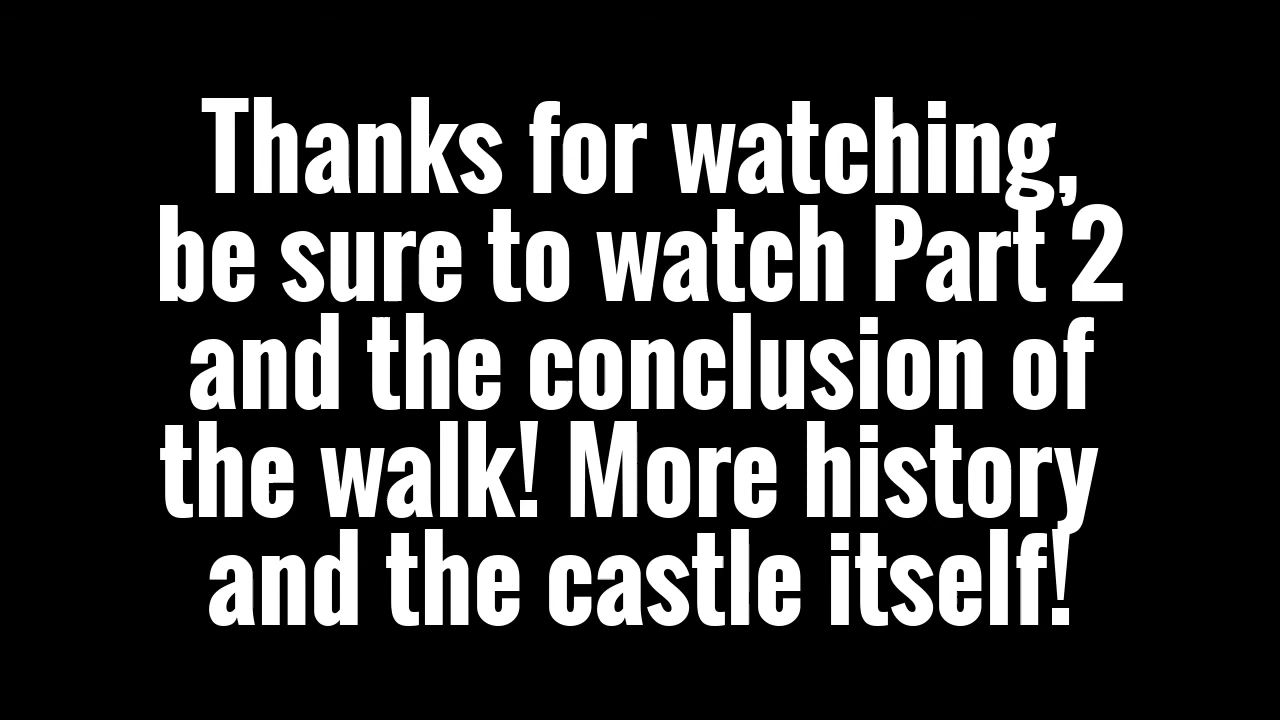 Thanks for watching,
be sure to watch Part 2
and the conclusion of
the walk! More history
and the castle itself!